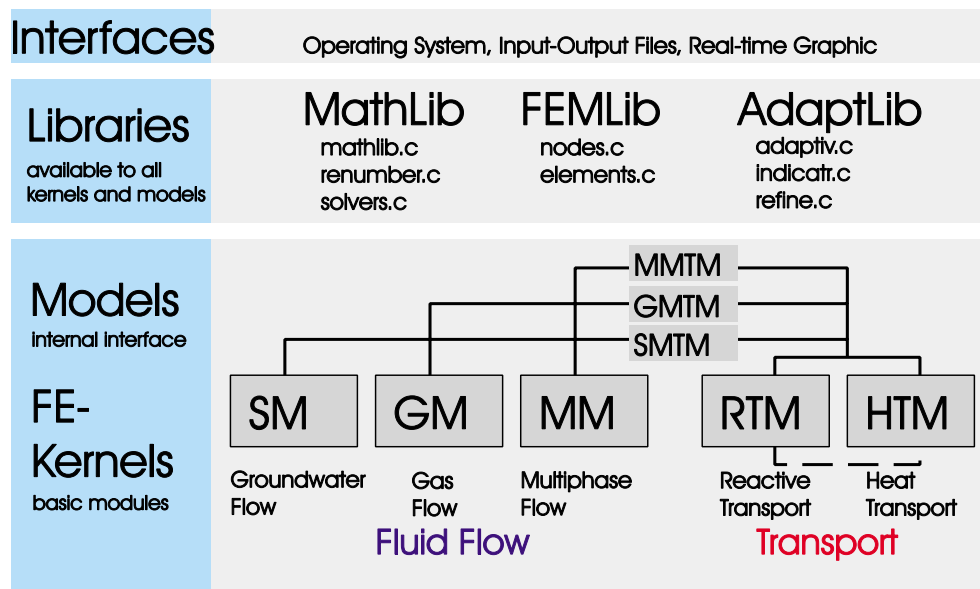 Interfaces
Operating System, Input-Output Files, Real-time Graphic
Libraries
available to all
kernels and models
MathLib
mathlib.c
renumber.c
solvers.c
FEMLib
nodes.c
elements.c
AdaptLib
adaptiv.c
indicatr.c
refine.c
Models
internal interface
MMTM
GMTM
SMTM
FE-
Kernels
basic modules
SM
GM
MM
RTM
HTM
Groundwater
Flow
Gas
Flow
Multiphase
Flow
Reactive
Transport
Heat
Transport
Fluid Flow
Transport